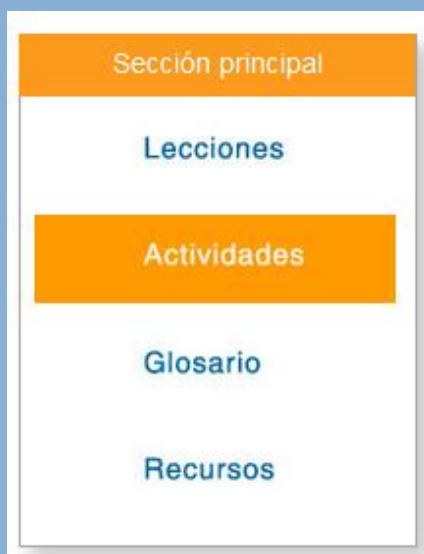 Sección principal
Lecciones
Actividades
Glosario
Recursos